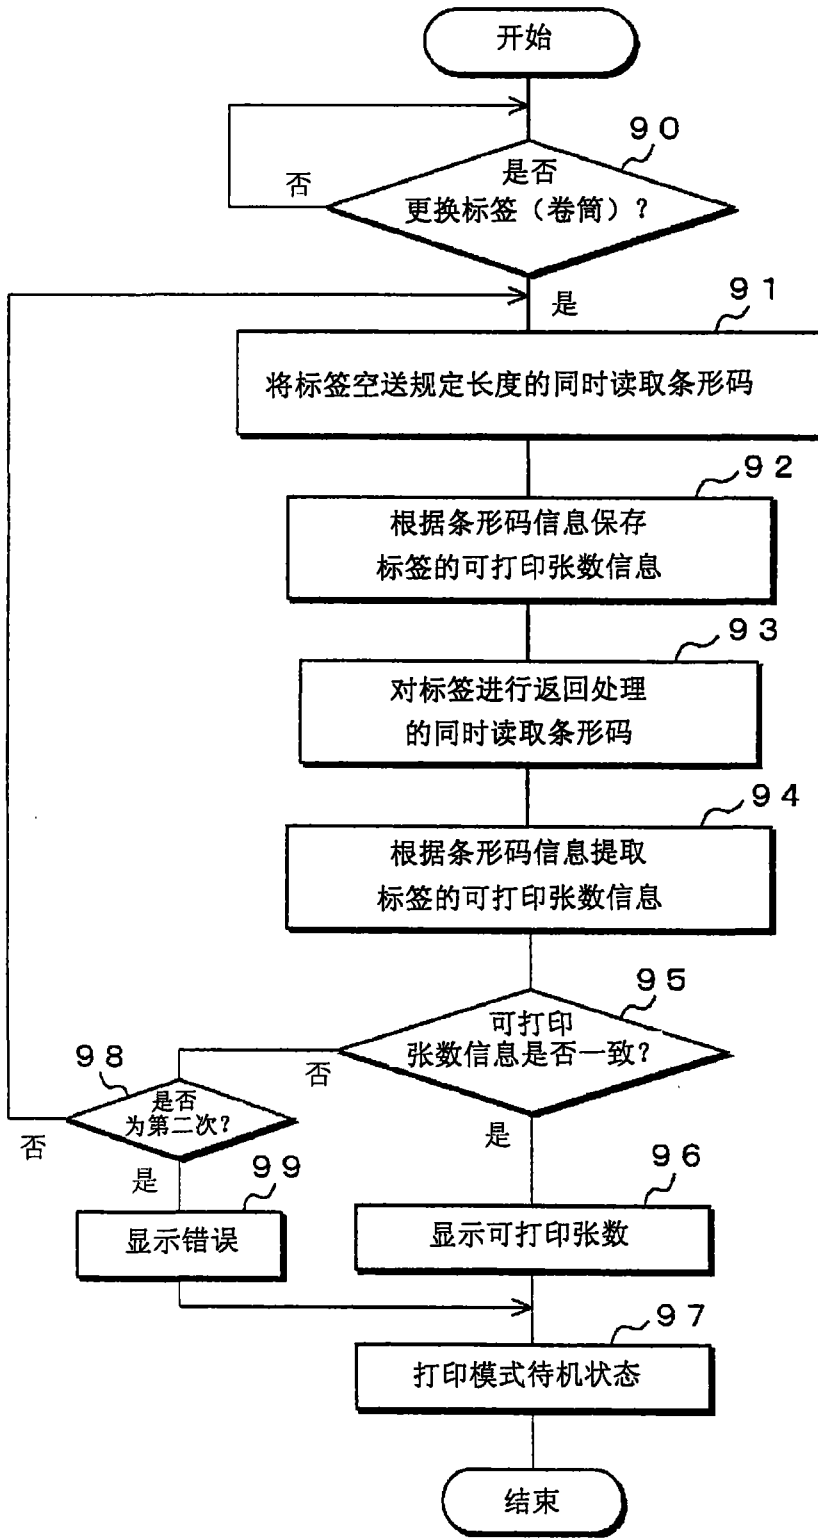 开始
90
是否
更换标签（卷筒）？
否
是
91
将标签空送规定长度的同时读取条形码
92
根据条形码信息保存
标签的可打印张数信息
93
对标签进行返回处理
的同时读取条形码
94
根据条形码信息提取
标签的可打印张数信息
95
可打印
张数信息是否一致？
否
是
98
是否
为第二次？
否
是
99
显示错误
96
显示可打印张数
97
打印模式待机状态
结束